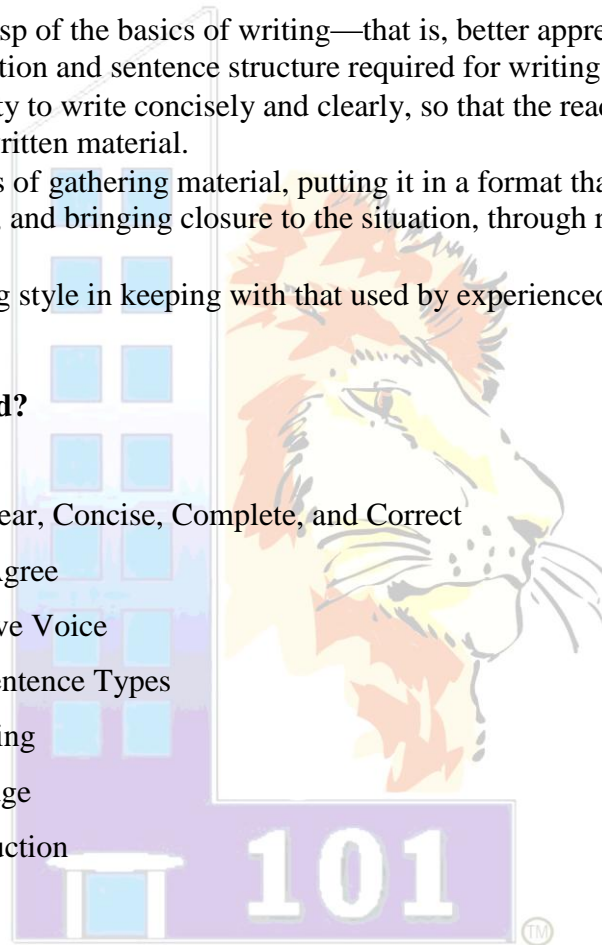 sp of the basics of writing—that is, better appre
tion and sentence structure required for writing
ty to write concisely and clearly, so that the read
ritten material.
s of gathering material, putting it in a format tha
, and bringing closure to the situation, through r
g style in keeping with that used by experienced
d?
ear, Concise, Complete, and Correct
Agree
ve Voice
entence Types
ing
ge
uction
101
TM